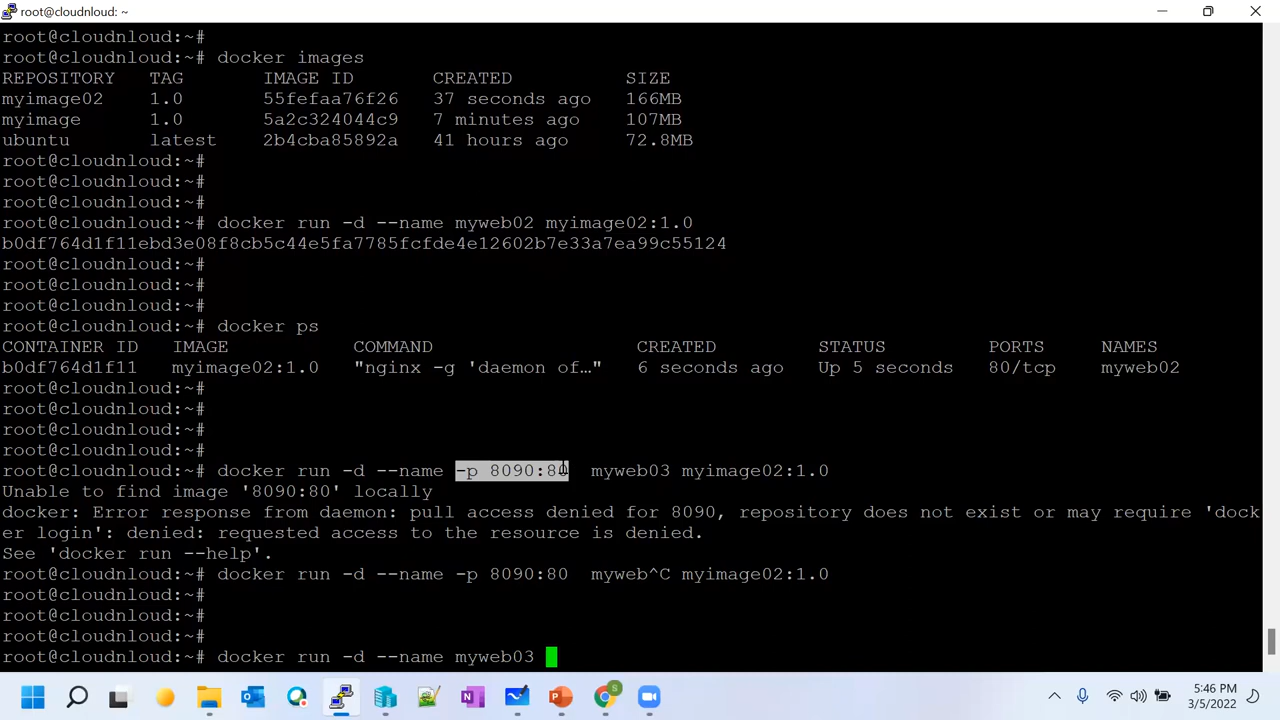 root@cloudnloud: ~
root@cloudnloud:~#
root@cloudnloud:~# docker images
REPOSITORY TAG IMAGE ID CREATED SIZE
myimage02 1.0 55fefaa76f26 37 seconds ago 166MB
myimage 1.0 5a2c324044c9 7 minutes ago 107MB
ubuntu latest 2b4cba85892a 41 hours ago 72.8MB
root@cloudnloud:~#
root@cloudnloud:~#
root@cloudnloud:~#
root@cloudnloud:~# docker run -d --name myweb02 myimage02:1.0
b0df764d1f11ebd3e08f8cb5c44e5fa7785fcfde4e12602b7e33a7ea99c55124
root@cloudnloud:~#
root@cloudnloud:~#
root@cloudnloud:~#
root@cloudnloud:~# docker ps
CONTAINER ID IMAGE COMMAND CREATED STATUS PORTS NAMES
b0df764d1f11 myimage02:1.0 "nginx -g 'daemon of…" 6 seconds ago Up 5 seconds 80/tcp myweb02
root@cloudnloud:~#
root@cloudnloud:~#
root@cloudnloud:~#
root@cloudnloud:~#
root@cloudnloud:~# docker run -d --name -p 8090:80 myweb03 myimage02:1.0
Unable to find image '8090:80' locally
docker: Error response from daemon: pull access denied for 8090, repository does not exist or may require 'dock
er login': denied: requested access to the resource is denied.
See 'docker run --help'.
root@cloudnloud:~# docker run -d --name -p 8090:80 myweb^C myimage02:1.0
root@cloudnloud:~#
root@cloudnloud:~#
root@cloudnloud:~#
root@cloudnloud:~# docker run -d --name myweb03
5:46 PM
3/5/2022